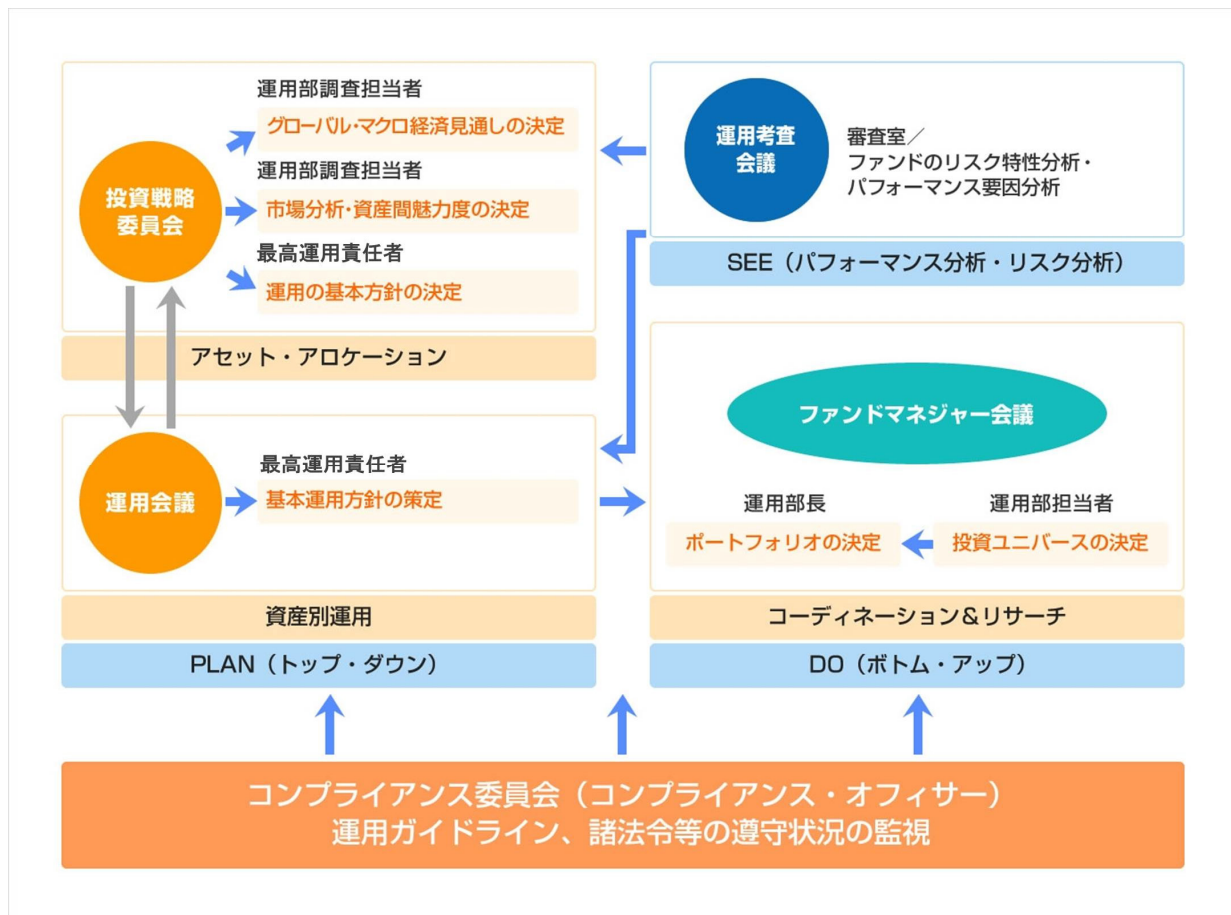 運用部調査担当者
グローバル・マクロ経済見通しの決定
投資戦略
委員会
運用部調査担当者
市場分析・資産間魅力度の決定
最高運用責任者
運用の基本方針の決定
アセット・アロケーション
運用考査
会議
審査室／
ファンドのリスク特性分析・
パフォーマンス要因分析
SEE（パフォーマンス分析・リスク分析）
運用会議
最高運用責任者
基本運用方針の策定
資産別運用
PLAN（トップ・ダウン）
ファンドマネジャー会議
運用部長
ポートフォリオの決定
運用部担当者
投資ユニバースの決定
コーディネーション＆リサーチ
DO（ボトム・アップ）
コンプライアンス委員会（コンプライアンス・オフィサー）
運用ガイドライン、諸法令等の遵守状況の監視